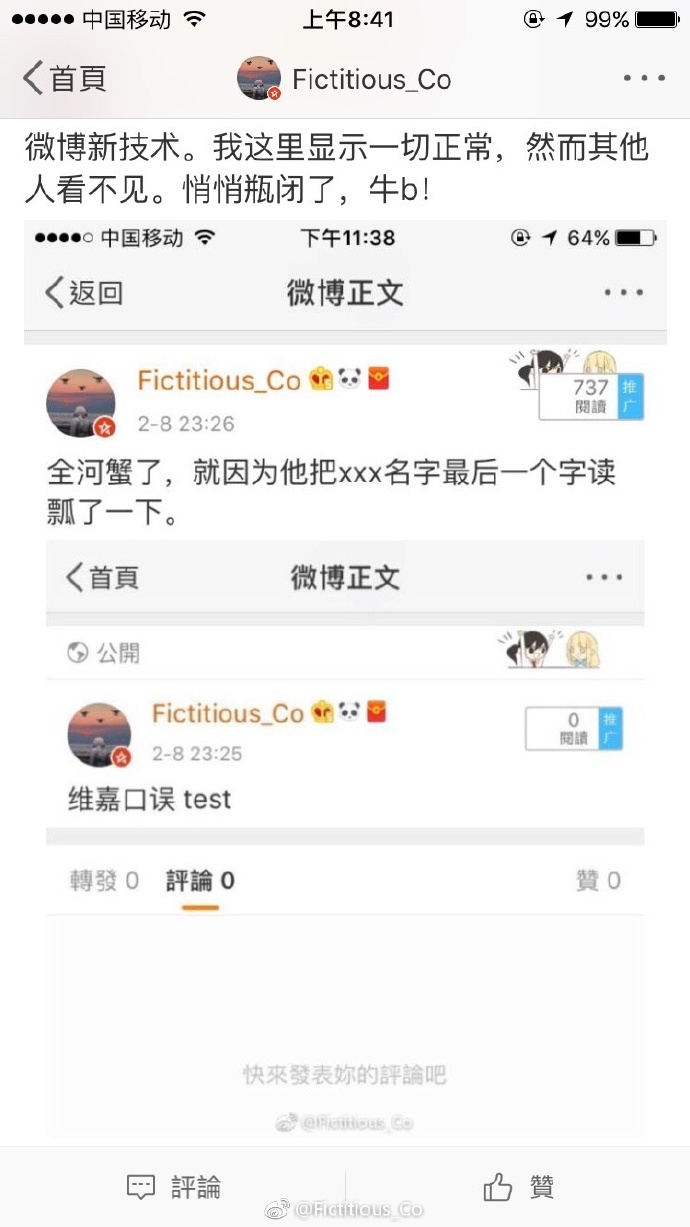 中国移动 上午8:41 99%
首頁 Fictitious_Co
微博新技术。我这里显示一切正常，然而其他
人看不见。悄悄瓶闭了，牛b！
中国移动 下午11:38 64%
返回 微博正文
Fictitious_Co
737 閱讀 推广
2-8 23:26
全河蟹了，就因为他把xxx名字最后一个字读
瓢了一下。
首頁 微博正文
公開
Fictitious_Co
0 閱讀 推广
2-8 23:25
维嘉口误 test
轉發 0 評論 0 贊 0
快來發表妳的評論吧
@Fictitious_Co
評論 贊
@Fictitious_Co